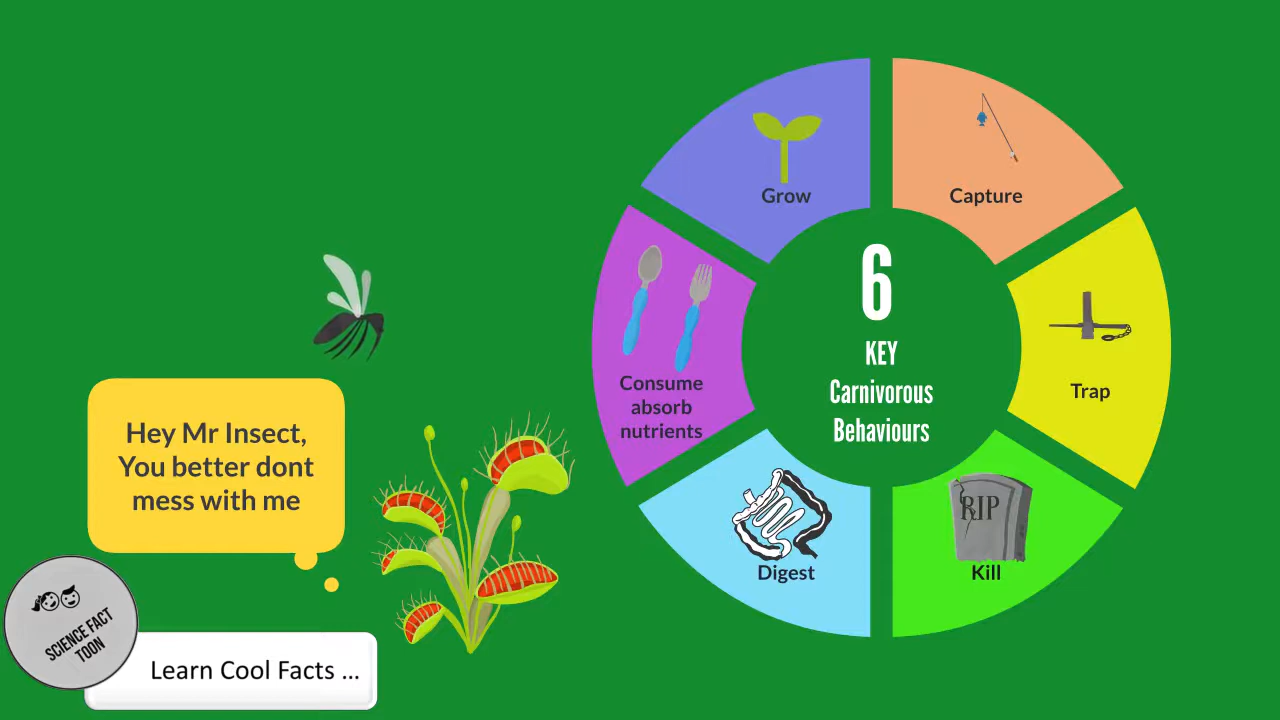 Grow
Capture
Trap
Kill
RIP
Digest
Consume
absorb
nutrients
6
KEY
Carnivorous
Behaviours
Hey Mr Insect,
You better dont
mess with me
SCIENCE FACT
TOON
Learn Cool Facts ...